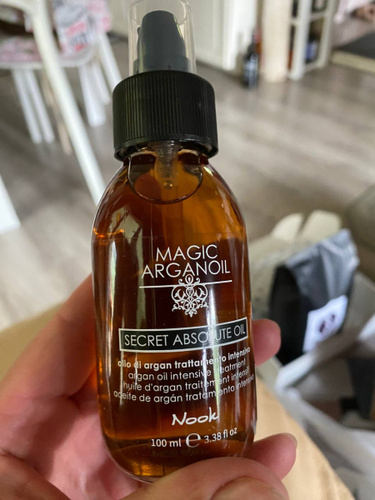 MAGIC
ARGANOIL
SECRET ABSOLUTE OIL
olio di argan trattamento intensivo
argan oil intensive treatment
huile d'argan traitement intensif
aceite de argán tratamiento intensivo
Nook
100 ml ℮ 3.38 fl oz